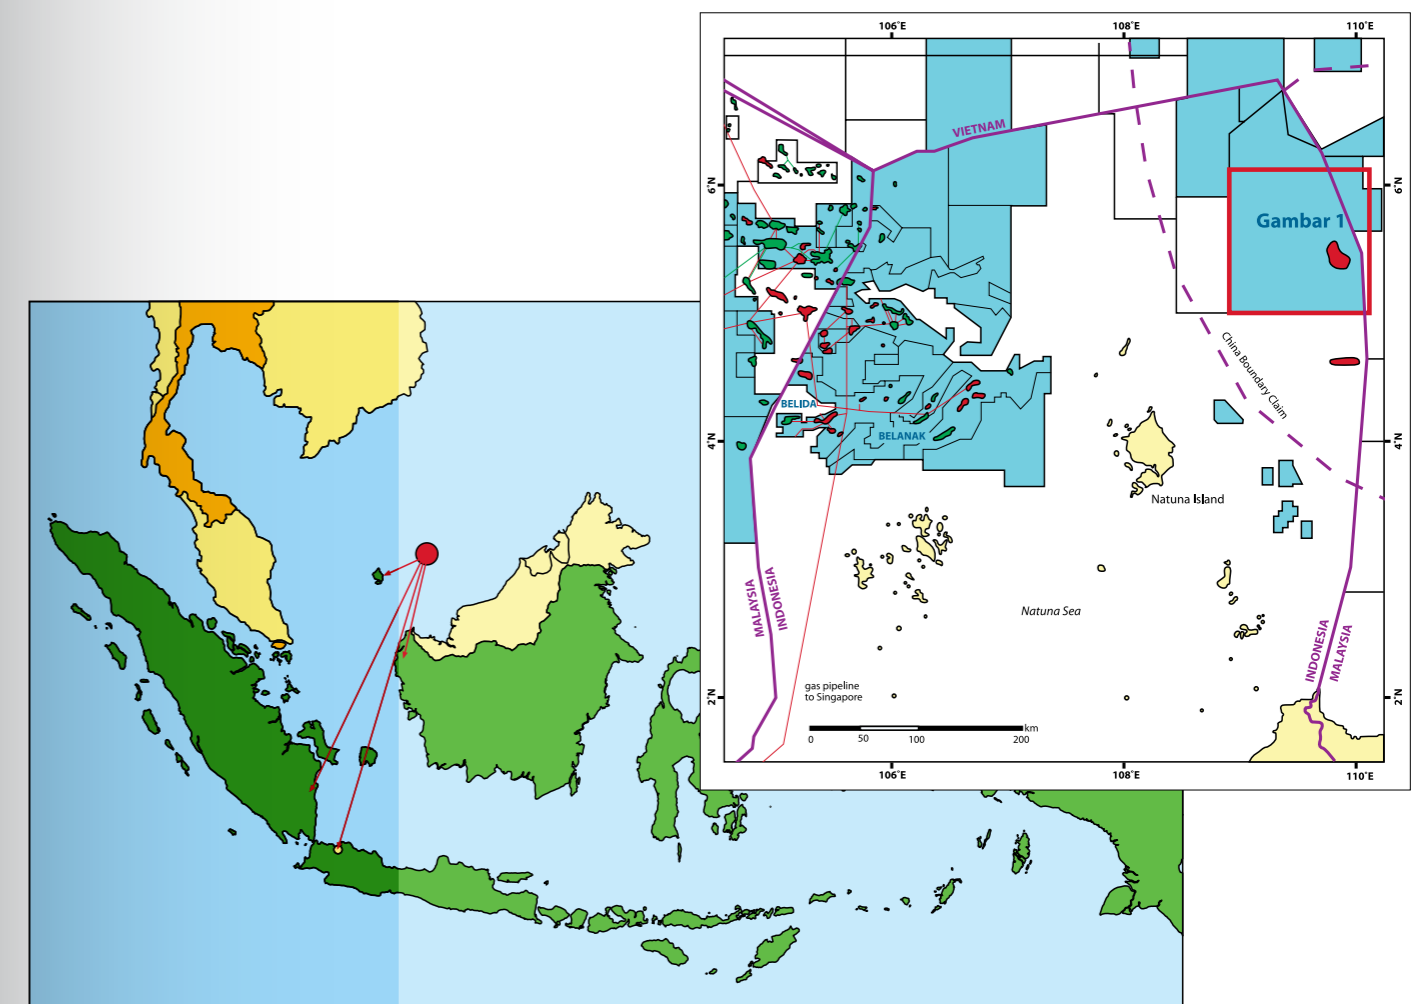 106°E
108°E
110°E
VIETNAM
6°N
6°N
Gambar 1
China Boundary Claim
BELIDA
BELANAK
4°N
4°N
Natuna Island
MALAYSIA
INDONESIA
Natuna Sea
INDONESIA
MALAYSIA
gas pipeline
to Singapore
2°N
2°N
km
0
50
100
200
106°E
108°E
110°E